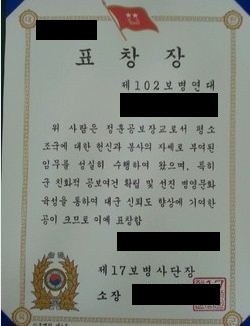 표 창 장
제102보병연대
위 사람은 정훈공보장교로서 평소
조국에 대한 헌신과 봉사의 자세로 부여된
임무를 성실히 수행하여 왔으며, 특히
군 친화적 공보여건 확립 및 선진 병영문화
육성을 통하여 대군 신뢰도 향상에 기여한
공이 크므로 이에 표창함
제17보병사단장
소장